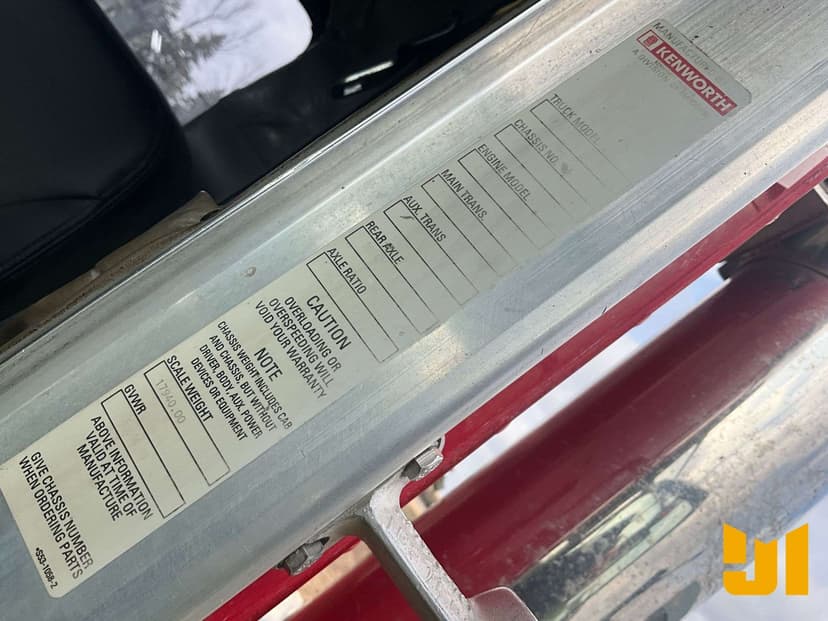 MANUFACTURED
KENWORTH
A DIVISION
TRUCK MODEL
CHASSIS NO.
ENGINE MODEL
MAIN TRANS.
AUX. TRANS
REAR AXLE
AXLE RATIO
CAUTION
OVERLOADING OR
OVERSPEEDING WILL
VOID YOUR WARRANTY
NOTE
CHASSIS WEIGHT INCLUDES CAB
AND CHASSIS, BUT WITHOUT
DRIVER, BODY, AUX. POWER
DEVICES OR EQUIPMENT
SCALE WEIGHT
17940.00
GVWR
ABOVE INFORMATION
VALID AT TIME OF
MANUFACTURE
GIVE CHASSIS NUMBER
WHEN ORDERING PARTS
S53-1058-2